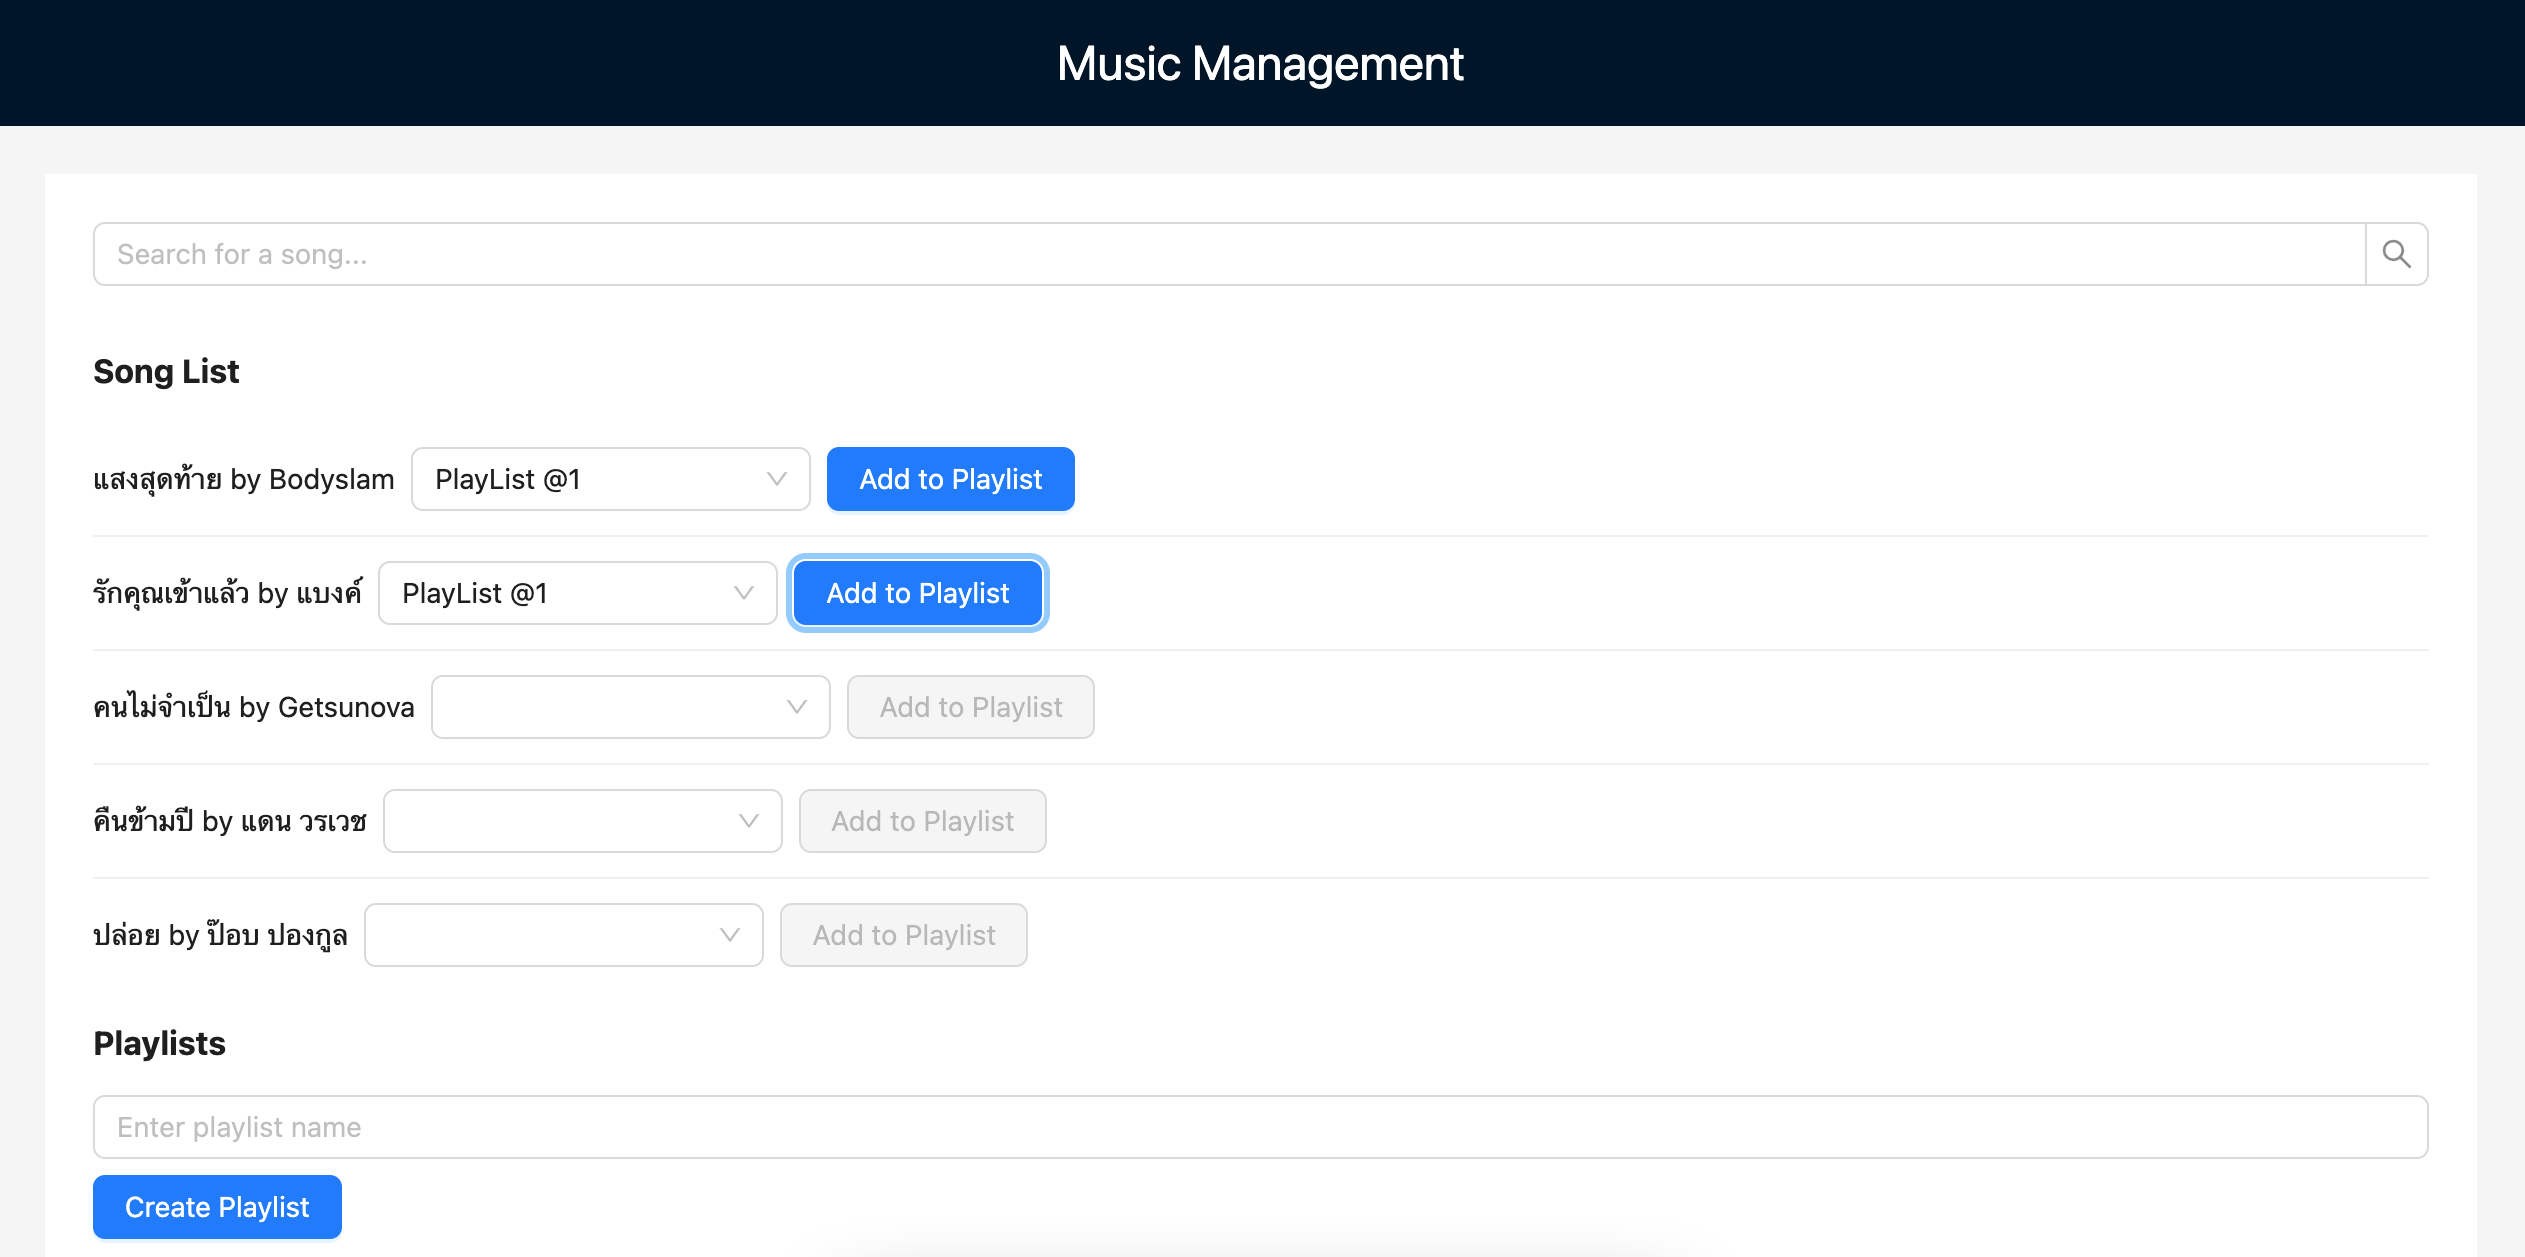 Music Management
Search for a song...
Song List
แสงสุดท้าย by Bodyslam PlayList @1 Add to Playlist
รักคุณเข้าแล้ว by แบงค์ PlayList @1 Add to Playlist
คนไม่จำเป็น by Getsunova Add to Playlist
คืนข้ามปี by แดน วรเวช Add to Playlist
ปล่อย by ป๊อบ ปองกูล Add to Playlist
Playlists
Enter playlist name
Create Playlist